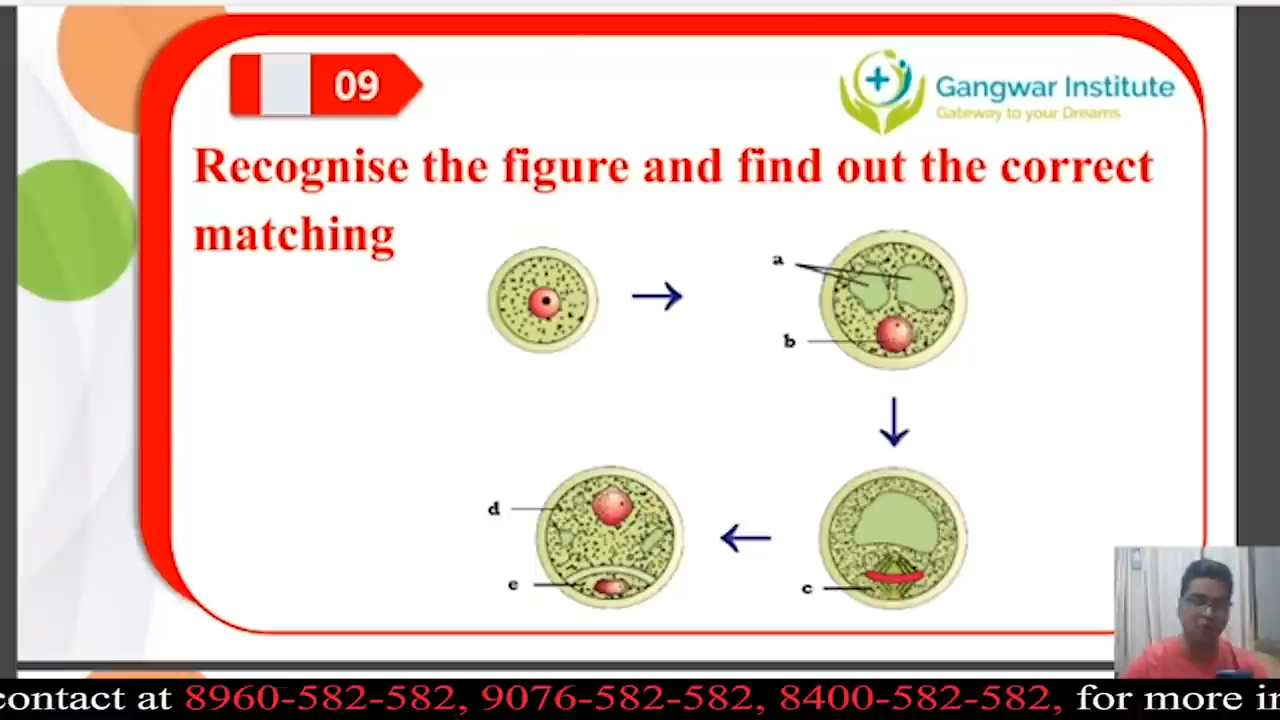 09
Gangwar Institute
Gateway to your Dreams
Recognise the figure and find out the correct
matching
a
b
d
e
c
contact at 8960-582-582, 9076-582-582, 8400-582-582, for more in